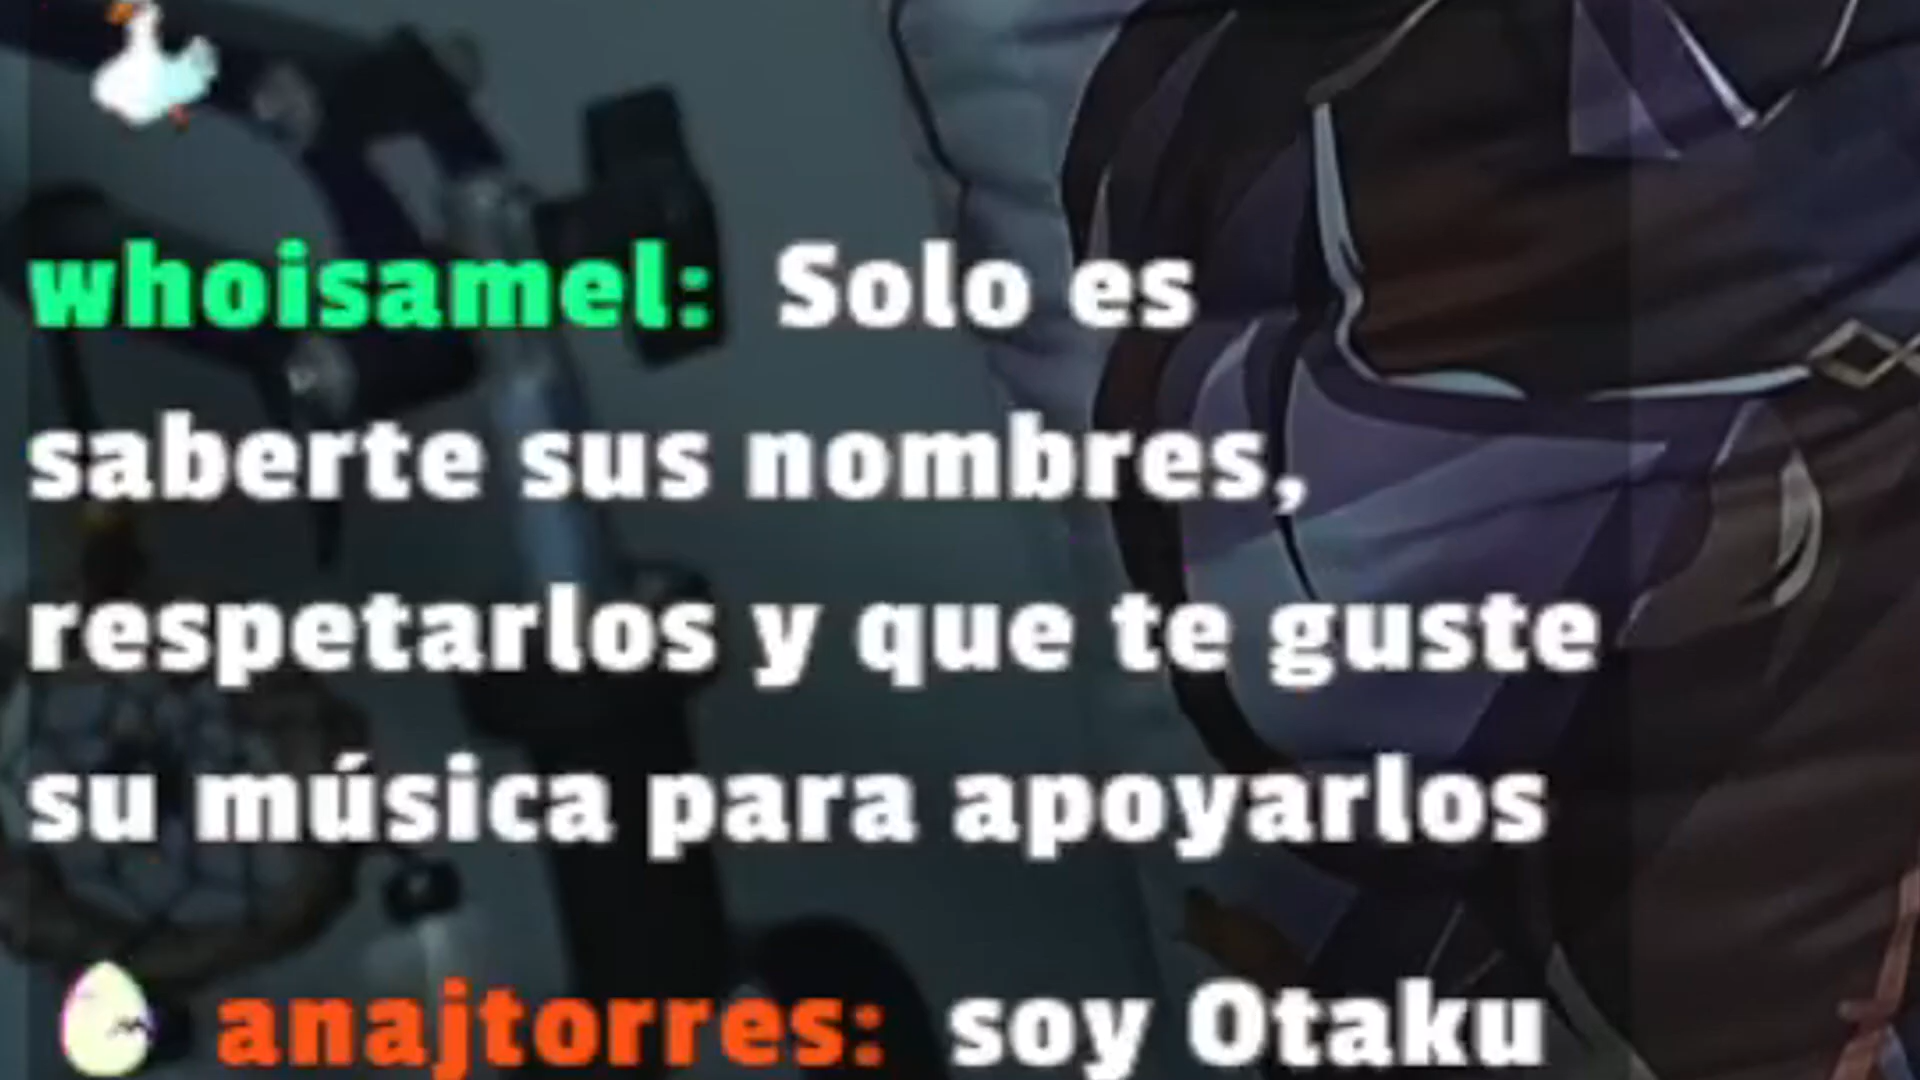 whoisamel: Solo es
saberte sus nombres,
respetarlos y que te guste
su música para apoyarlos
anajtorres: soy Otaku